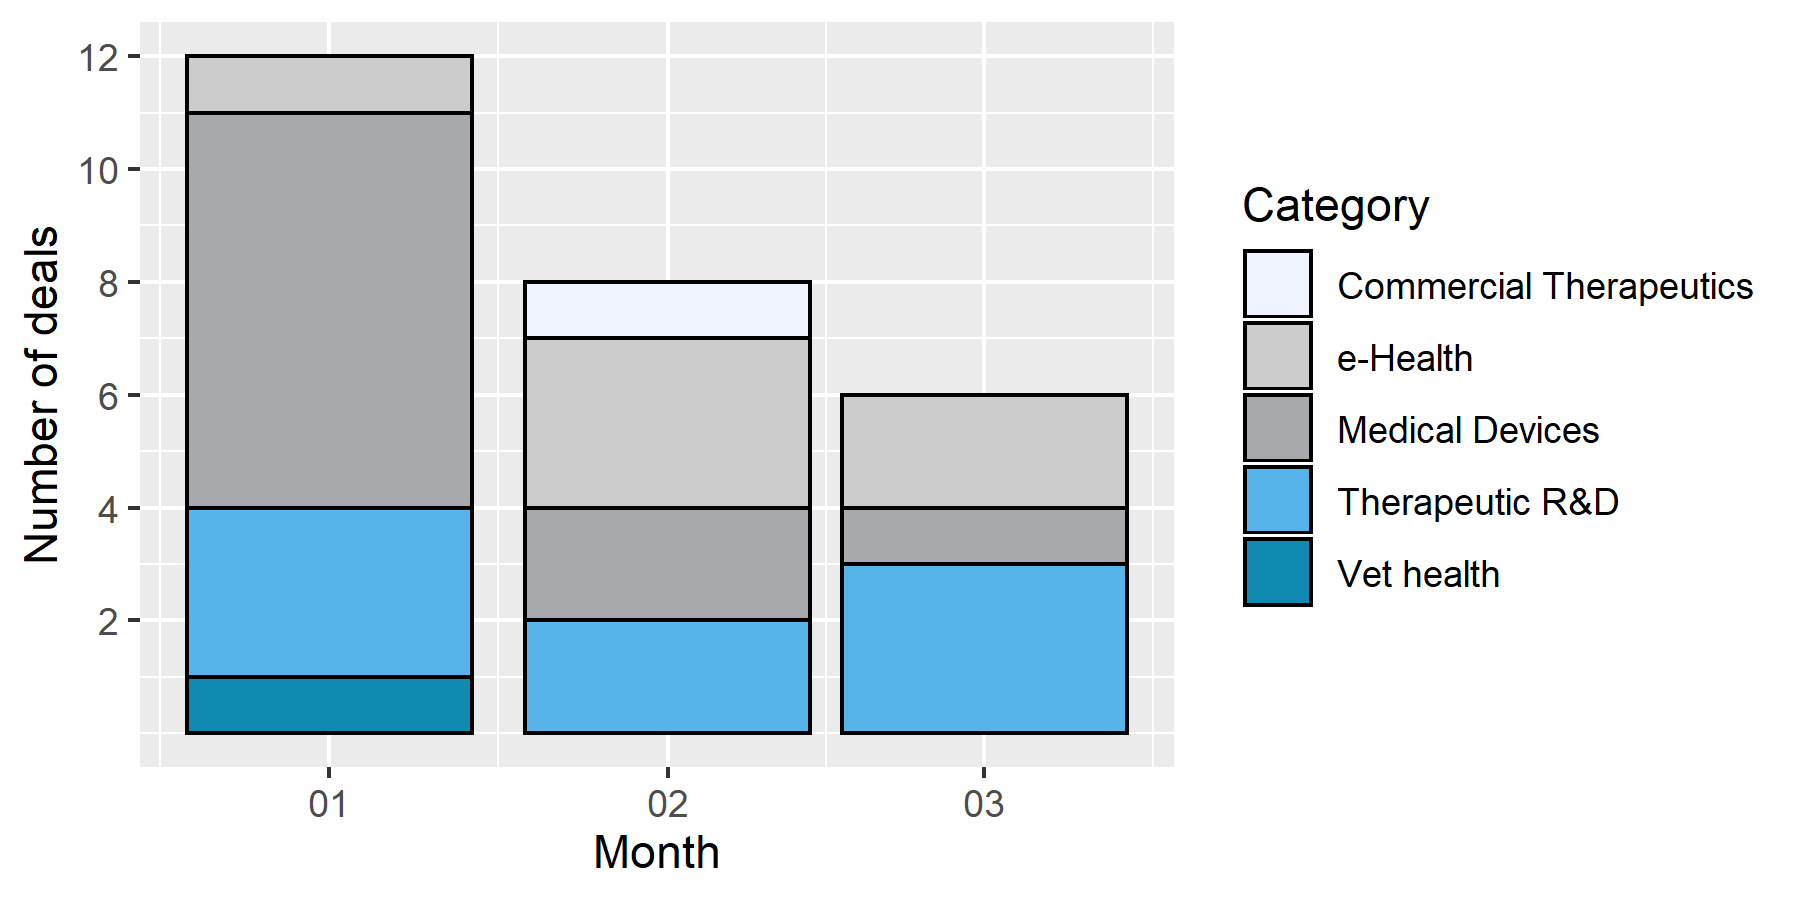 12
10
8
6
4
2
Number of deals
01 02 03
Month
Category
Commercial Therapeutics
e-Health
Medical Devices
Therapeutic R&D
Vet health